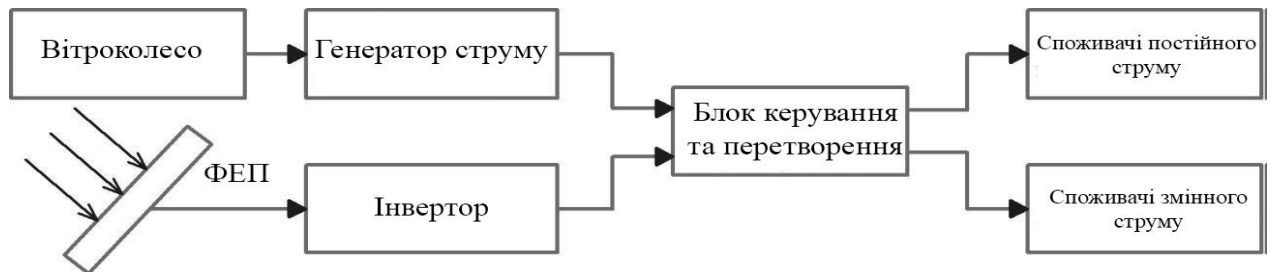 Вітроколесо
Генератор струму
Споживачі постійного
струму
Блок керування
та перетворення
ФЕП
Інвертор
Споживачі змінного
струму